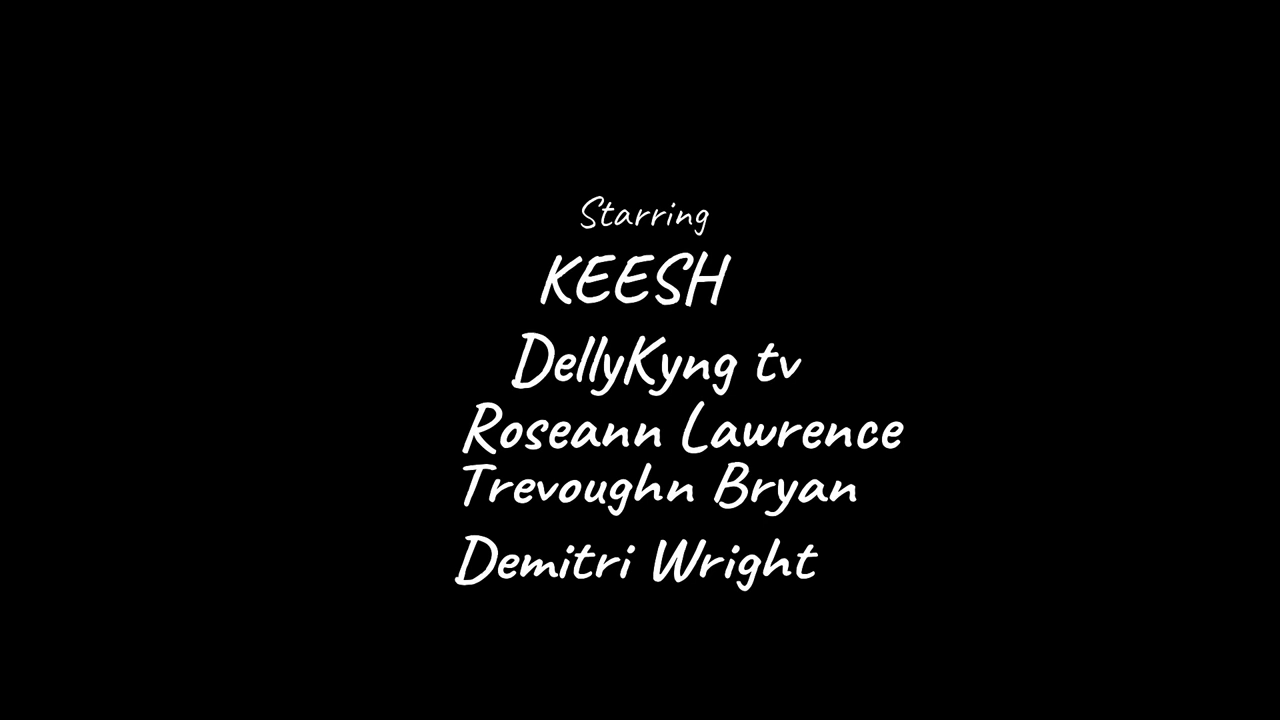 Starring
KEESH
DellyKyng tv
Roseann Lawrence
Trevoughn Bryan
Demitri Wright